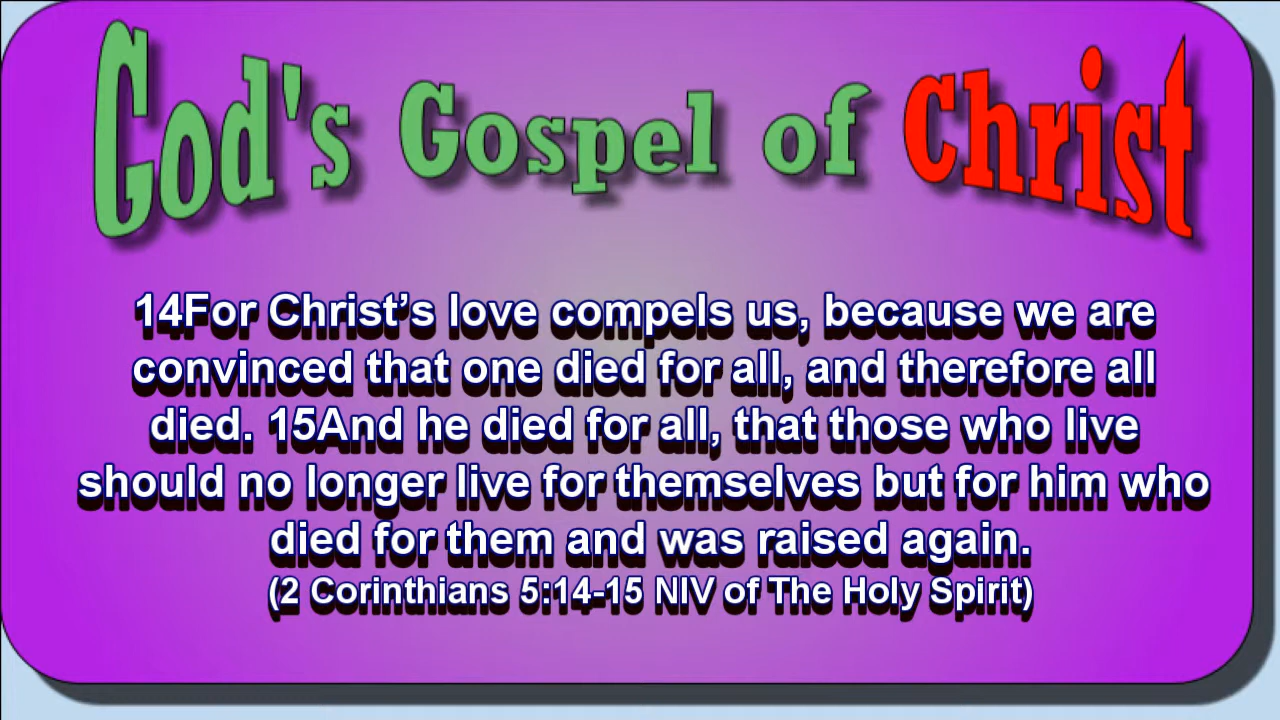 God's Gospel of Christ
14For Christ’s love compels us, because we are
convinced that one died for all, and therefore all
died. 15And he died for all, that those who live
should no longer live for themselves but for him who
died for them and was raised again.
(2 Corinthians 5:14-15 NIV of The Holy Spirit)